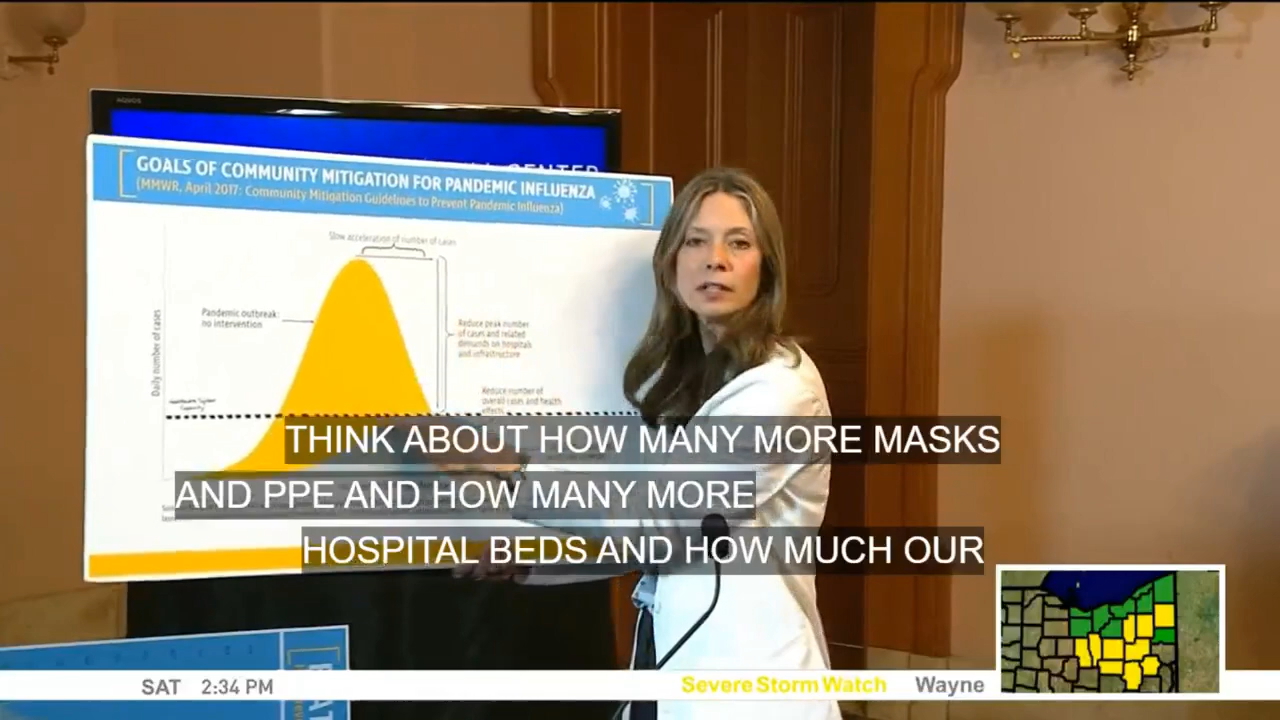 CENTER
GOALS OF COMMUNITY MITIGATION FOR PANDEMIC INFLUENZA
(MMWR, April 2017: Community Mitigation Guidelines to Prevent Pandemic Influenza)
Slow acceleration of number of cases
Pandemic outbreak:
no intervention
Daily number of cases
Reduce peak number
of cases and related
demands on hospitals
and infrastructure
Reduce number of
overall cases and health
effects
Healthcare System
Capacity
THINK ABOUT HOW MANY MORE MASKS
AND PPE AND HOW MANY MORE
HOSPITAL BEDS AND HOW MUCH OUR
SAT 2:34 PM
Severe Storm Watch Wayne